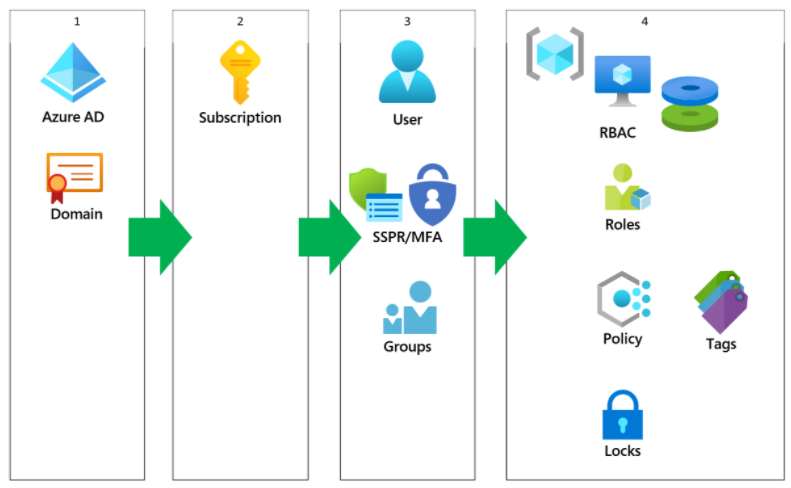 1
Azure AD
Domain
2
Subscription
3
User
SSPR/MFA
Groups
4
RBAC
Roles
Policy
Tags
Locks